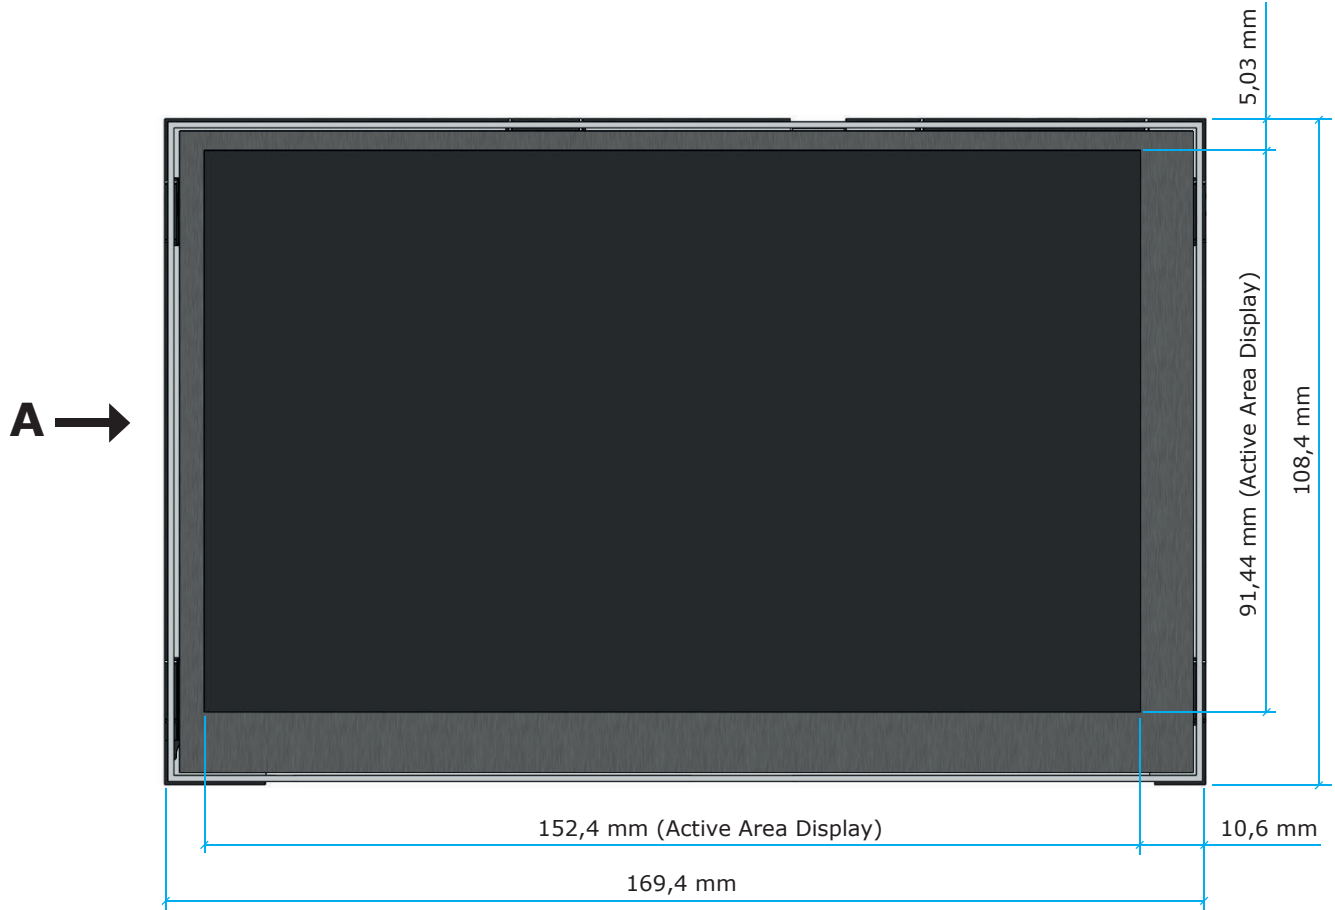 5,03 mm
91,44 mm (Active Area Display)
108,4 mm
A
152,4 mm (Active Area Display)
10,6 mm
169,4 mm